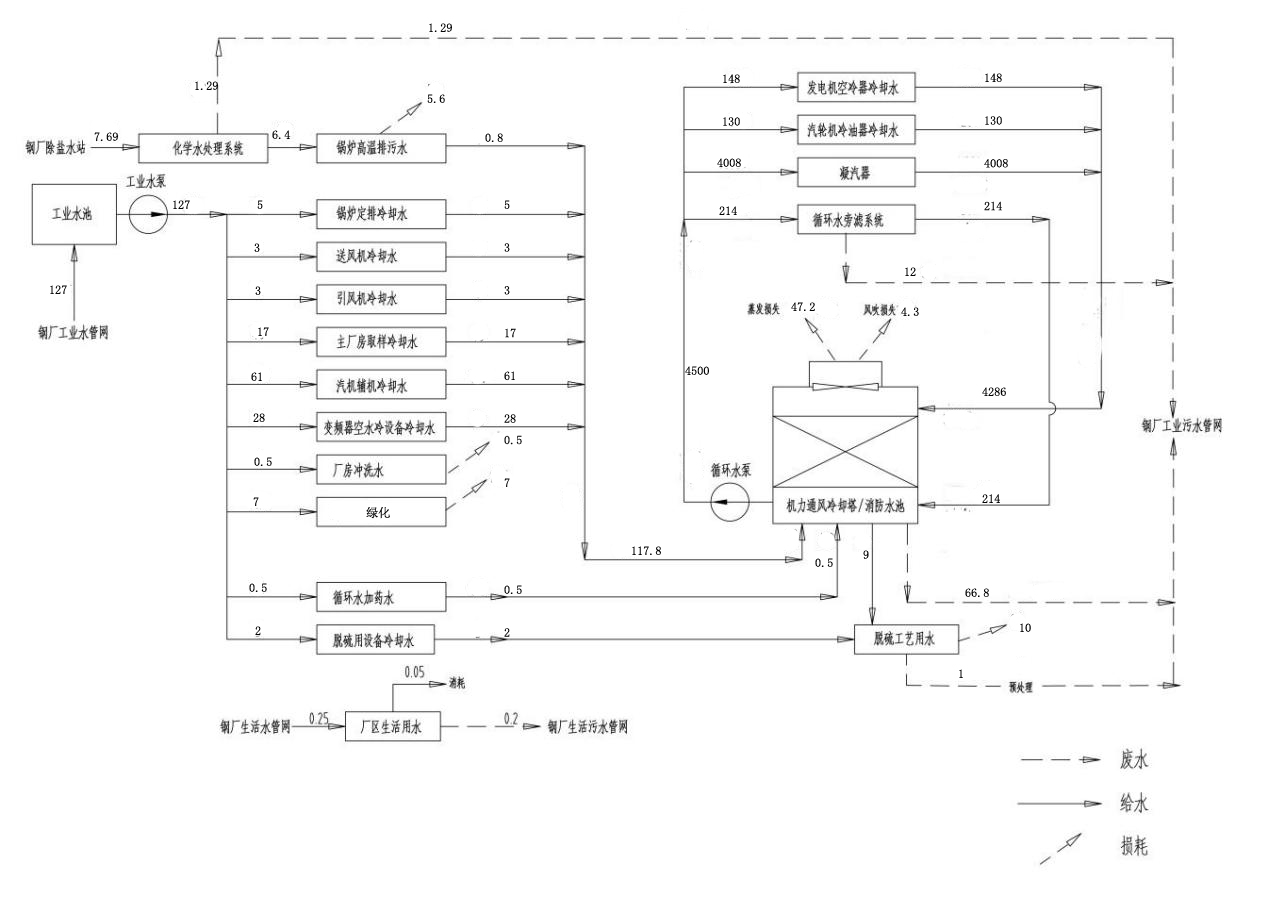 1.29
1.29
5.6
7.69
钢厂除盐水站
化学水处理系统
6.4
锅炉高温排污水
0.8
工业水泵
工业水池
127
127
钢厂工业水管网
5
锅炉定排冷却水
5
3
送风机冷却水
3
3
引风机冷却水
3
17
主厂房取样冷却水
17
61
汽机辅机冷却水
61
28
变频器空水冷设备冷却水
28
0.5
厂房冲洗水
0.5
7
绿化
7
117.8
0.5
循环水加药水
0.5
0.5
2
脱硫用设备冷却水
2
148
发电机空冷器冷却水
148
130
汽轮机冷油器冷却水
130
4008
凝汽器
4008
214
循环水旁滤系统
214
12
蒸发损失
47.2
风吹损失
4.3
4500
4286
钢厂工业污水管网
循环水泵
机力通风冷却塔/消防水池
214
9
66.8
脱硫工艺用水
10
1
预处理
0.05
消耗
钢厂生活水管网
0.25
厂区生活用水
0.2
钢厂生活污水管网
废水
给水
损耗